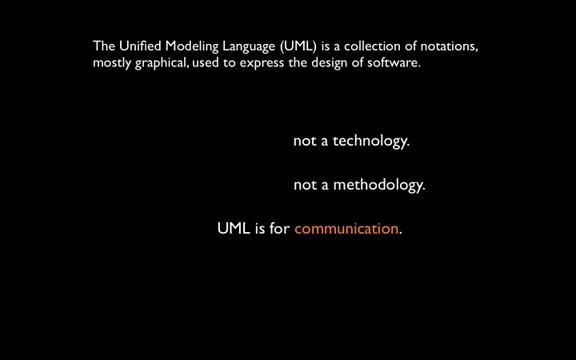 The Unified Modeling Language (UML) is a collection of notations,
mostly graphical, used to express the design of software.
not a technology.
not a methodology.
UML is for communication.